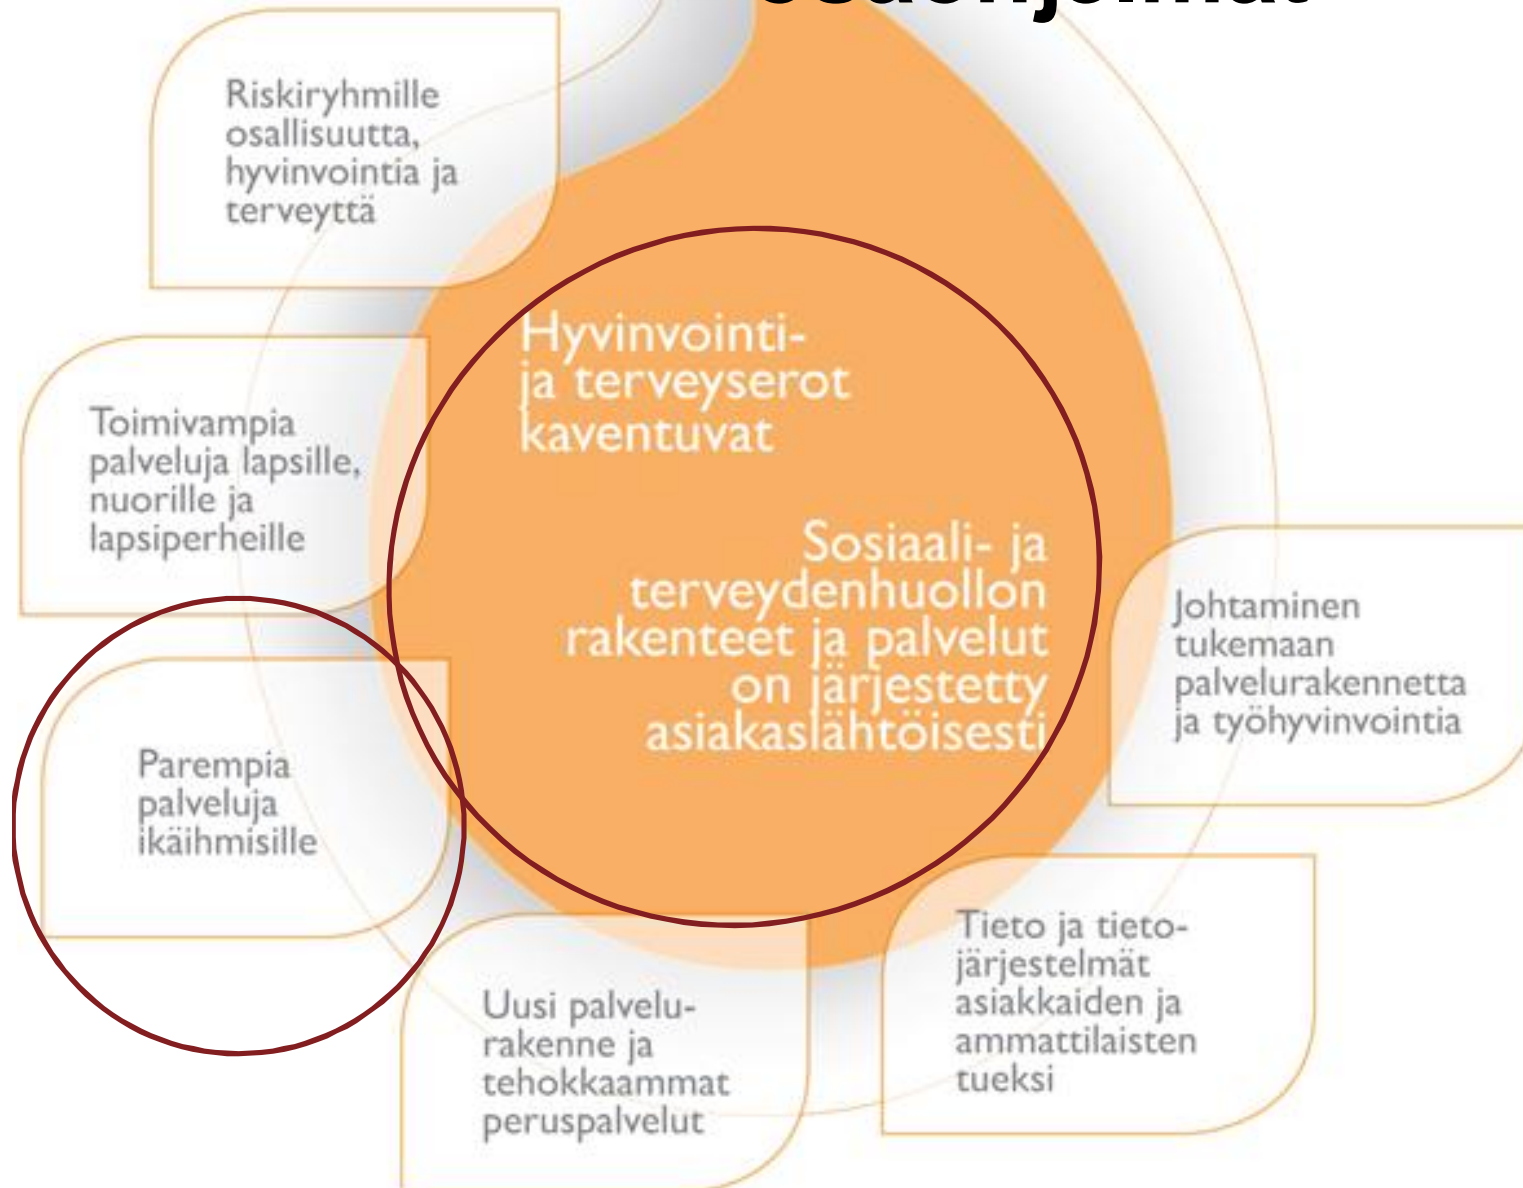 osaohjelmat
Riskiryhmille
osallisuutta,
hyvinvointia ja
terveyttä
Hyvinvointi-
ja terveyserot
kaventuvat
Toimivampia
palveluja lapsille,
nuorille ja
lapsiperheille
Sosiaali- ja
terveydenhuollon
rakenteet ja palvelut
on järjestetty
asiakaslähtöisesti
Johtaminen
tukemaan
palvelurakennetta
ja työhyvinvointia
Parempia
palveluja
ikäihmisille
Tieto ja tieto-
järjestelmät
asiakkaiden ja
ammattilaisten
tueksi
Uusi palvelu-
rakenne ja
tehokkaammat
peruspalvelut